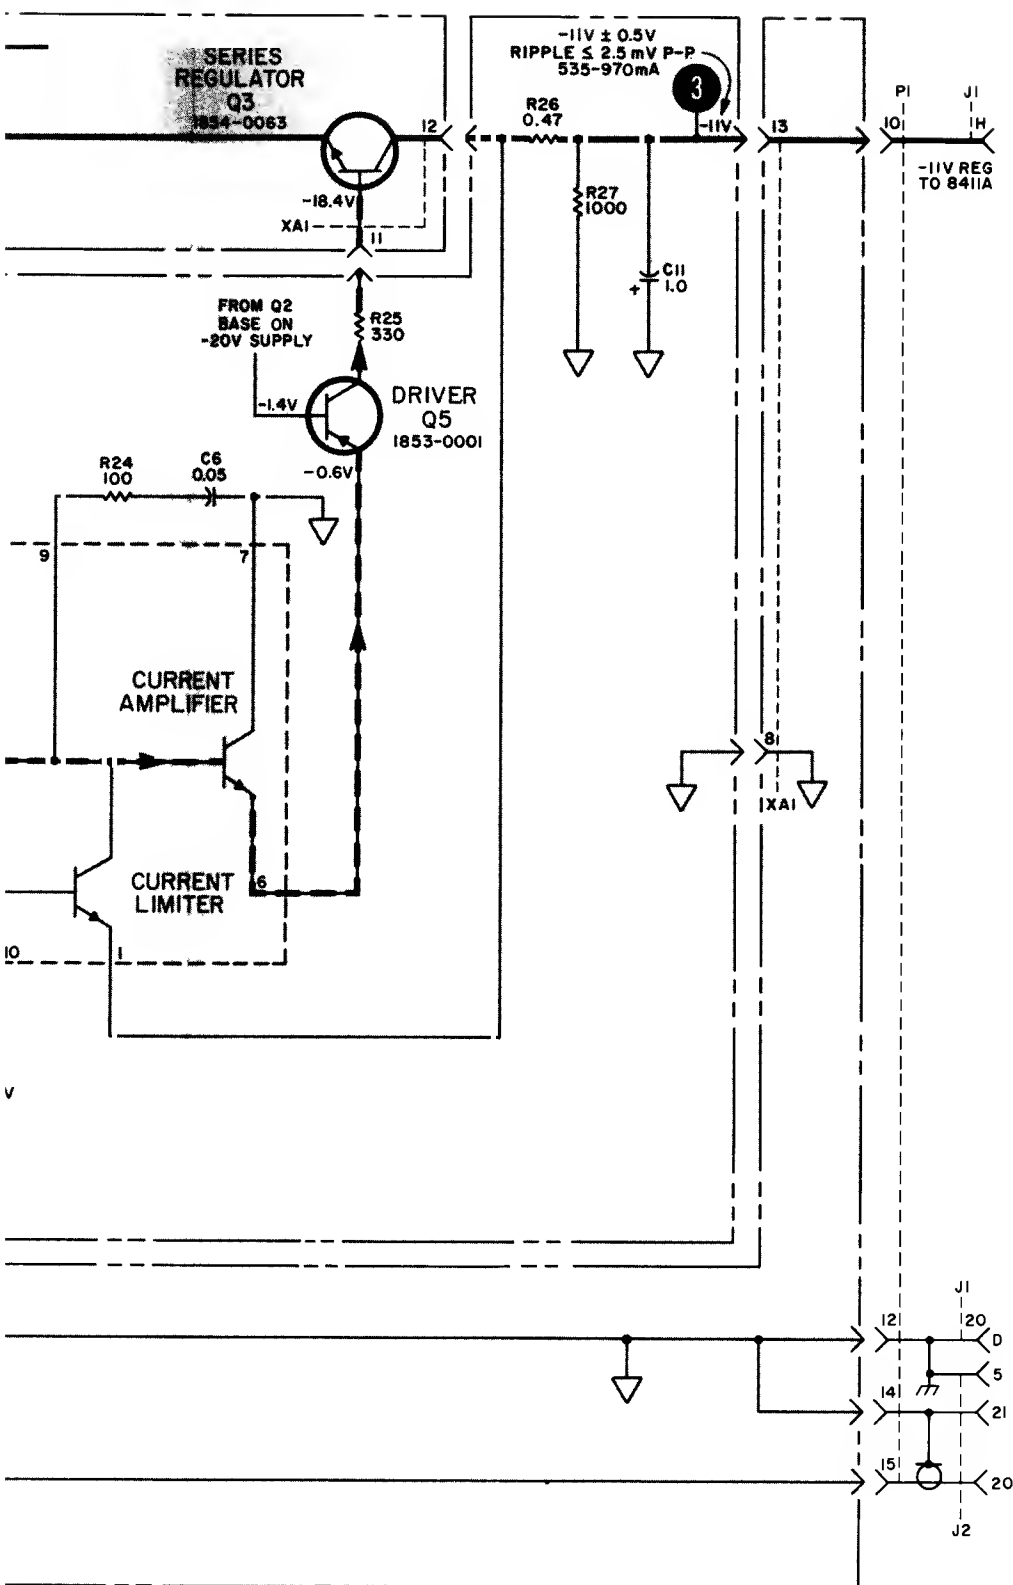 SERIES
REGULATOR
Q3
1854-0063
12
-11V ± 0.5V
RIPPLE ≤ 2.5 mV P-P
535-970mA
3
R26
0.47
-11V
13
P1
J1
10
H
-11V REG
TO 8411A
-18.4V
XA1
11
R27
1000
C11
1.0
+
FROM Q2
BASE ON
-20V SUPPLY
R25
330
-1.4V
DRIVER
Q5
1853-0001
-0.6V
R24
100
C6
0.05
9
7
CURRENT
AMPLIFIER
8
XA1
CURRENT
LIMITER
6
10
1
V
J1
12
20
D
5
14
21
15
20
J2